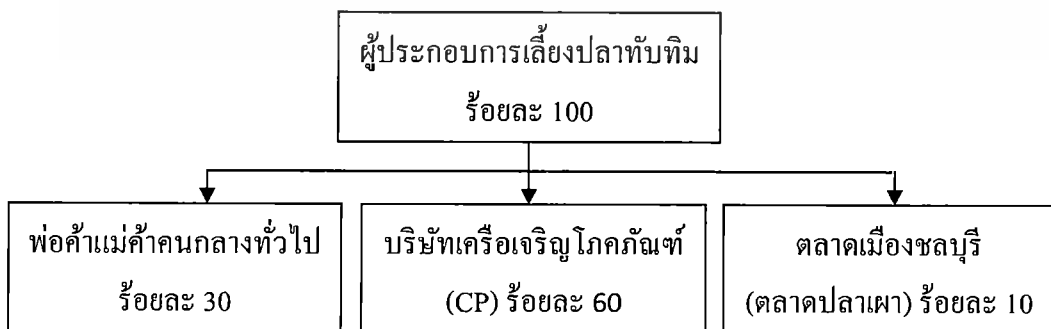 ผู้ประกอบการเลี้ยงปลาทับทิม
ร้อยละ 100
พ่อค้าแม่ค้าคนกลางทั่วไป
ร้อยละ 30
บริษัทเครือเจริญโภคภัณฑ์
(CP) ร้อยละ 60
ตลาดเมืองชลบุรี
(ตลาดปลาเผา) ร้อยละ 10